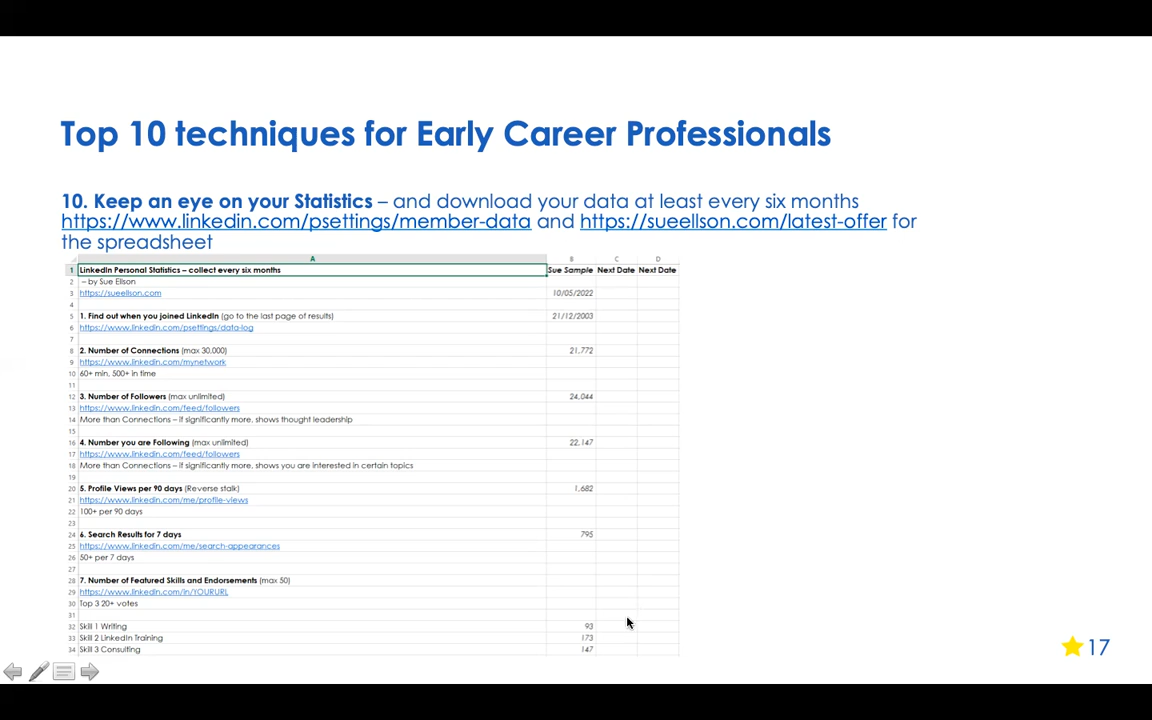 Top 10 techniques for Early Career Professionals
10. Keep an eye on your Statistics – and download your data at least every six months
https://www.linkedin.com/psettings/member-data and https://sueellson.com/latest-offer for
the spreadsheet
A B C D
1 LinkedIn Personal Statistics – collect every six months Sue Sample Next Date Next Date
2 – by Sue Ellson
3 https://sueellson.com 10/05/2022
4
5 1. Find out when you joined LinkedIn (go to the last page of results) 21/12/2003
6 https://www.linkedin.com/psettings/data-log
7
8 2. Number of Connections (max 30,000) 21,772
9 https://www.linkedin.com/mynetwork
10 60+ min, 500+ in time
11
12 3. Number of Followers (max unlimited) 24,044
13 https://www.linkedin.com/feed/followers
14 More than Connections – if significantly more, shows thought leadership
15
16 4. Number you are Following (max unlimited) 22,147
17 https://www.linkedin.com/feed/followers
18 More than Connections – if significantly more, shows you are interested in certain topics
19
20 5. Profile Views per 90 days (Reverse stalk) 1,682
21 https://www.linkedin.com/me/profile-views
22 100+ per 90 days
23
24 6. Search Results for 7 days 795
25 https://www.linkedin.com/me/search-appearances
26 50+ per 7 days
27
28 7. Number of Featured Skills and Endorsements (max 50)
29 https://www.linkedin.com/in/YOURURL
30 Top 3 20+ votes
31
32 Skill 1 Writing 93
33 Skill 2 LinkedIn Training 173
34 Skill 3 Consulting 147
17